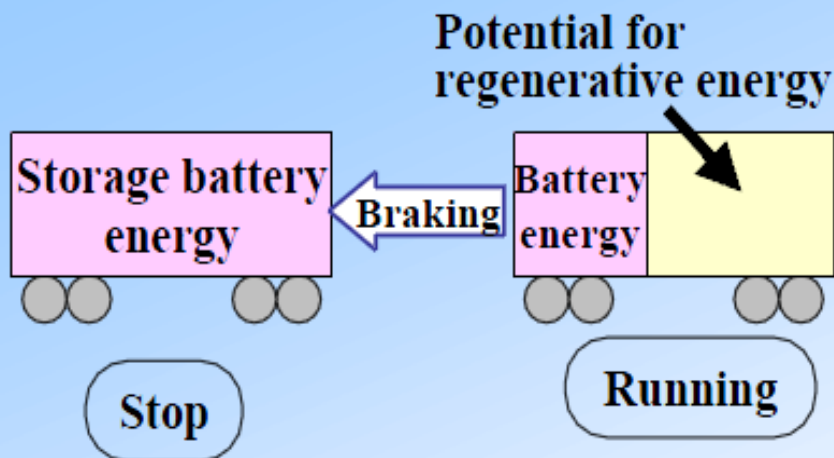 Potential for
regenerative energy
Storage battery
energy
Braking
Battery
energy
Stop
Running